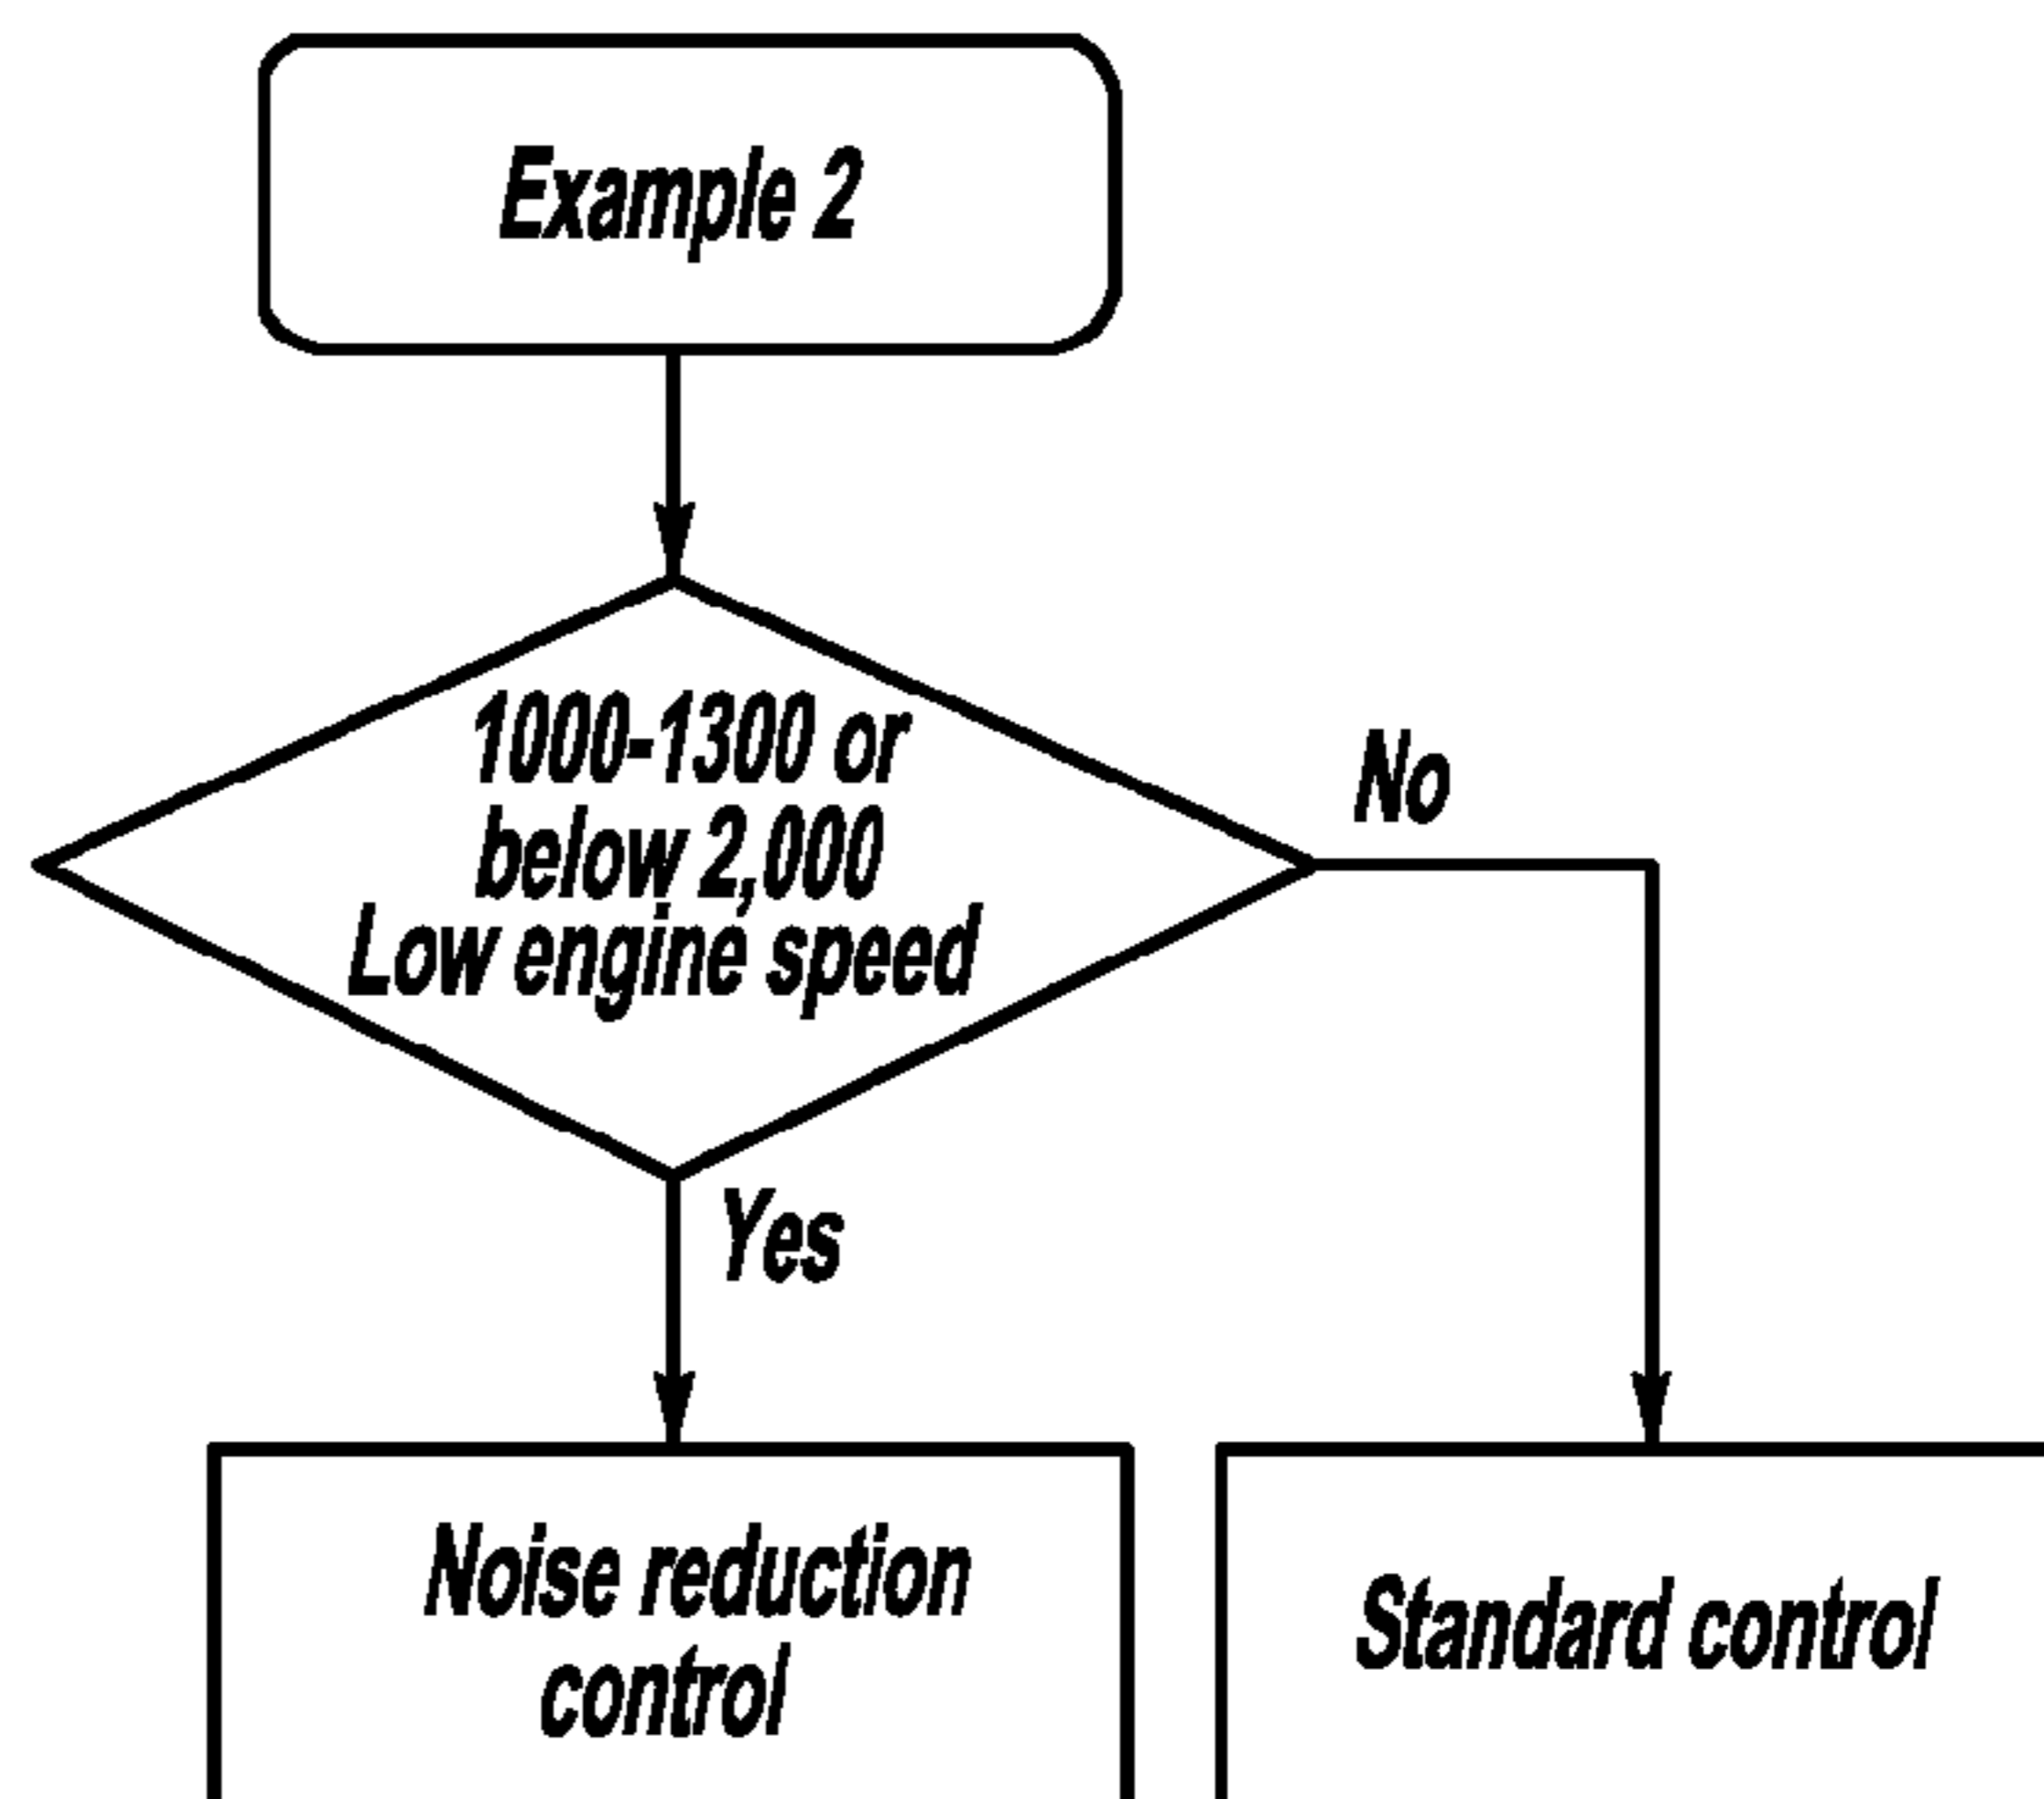 Example 2
1000-1300 or
below 2,000
Low engine speed
No
Yes
Noise reduction
control
Standard control